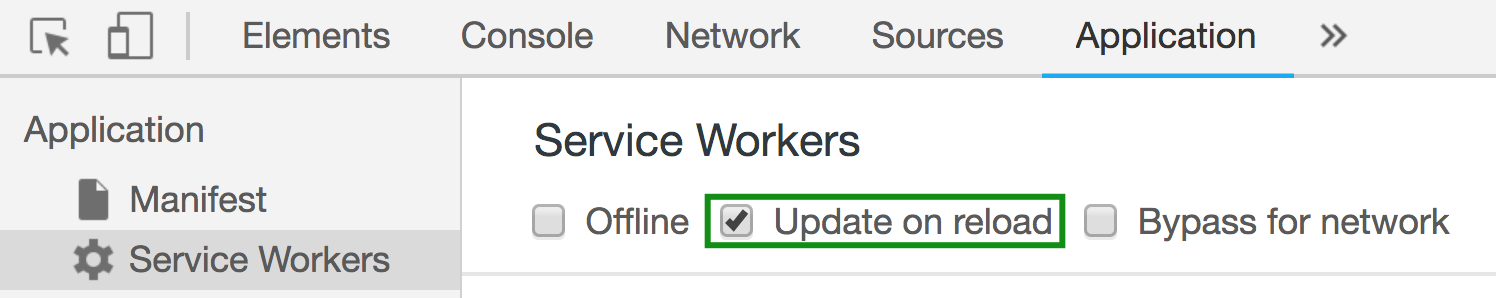 Elements Console Network Sources Application »
Application
Service Workers
Manifest
Offline Update on reload Bypass for network
Service Workers